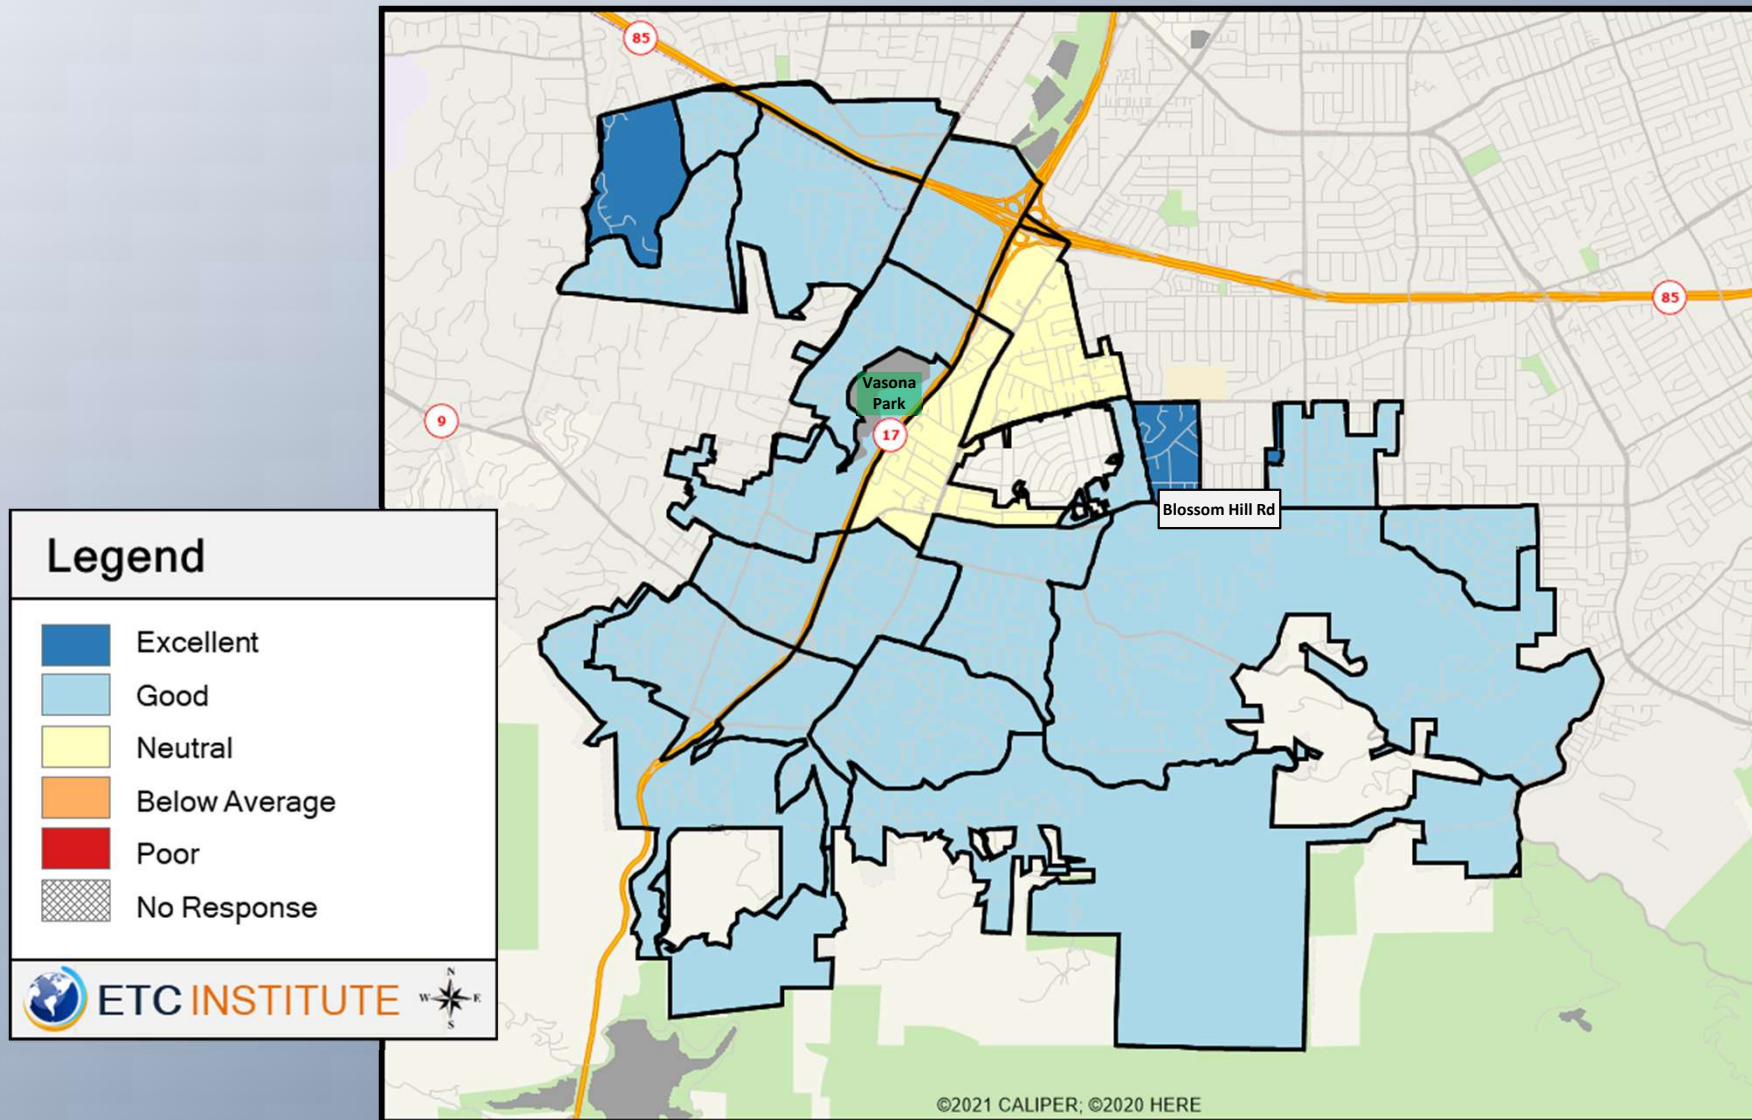 85
85
9
Vasona
Park
17
Blossom Hill Rd
Legend
Excellent
Good
Neutral
Below Average
Poor
No Response
ETC INSTITUTE
N
W
E
S
©2021 CALIPER; ©2020 HERE